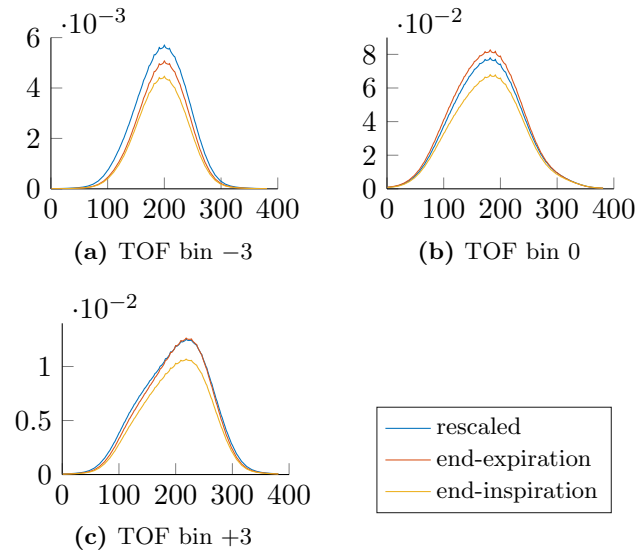 ·10⁻³
6
4
2
0
0 100 200 300 400
(a) TOF bin −3
·10⁻²
8
6
4
2
0
0 100 200 300 400
(b) TOF bin 0
·10⁻²
1
0.5
0
0 100 200 300 400
(c) TOF bin +3
rescaled
end-expiration
end-inspiration